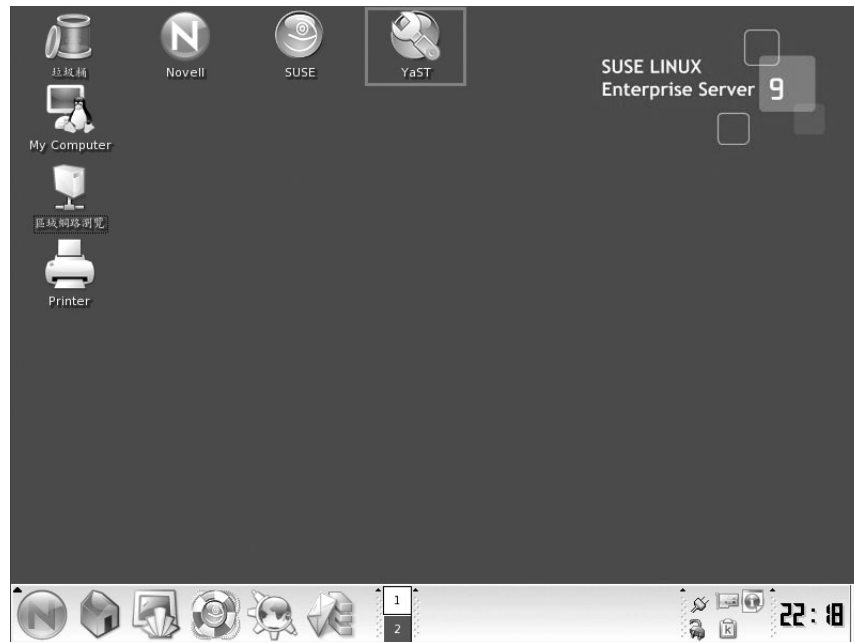 垃圾桶
Novell
SUSE
YaST
SUSE LINUX
Enterprise Server 9
My Computer
區域網路瀏覽
Printer
N
1
2
k
22:18